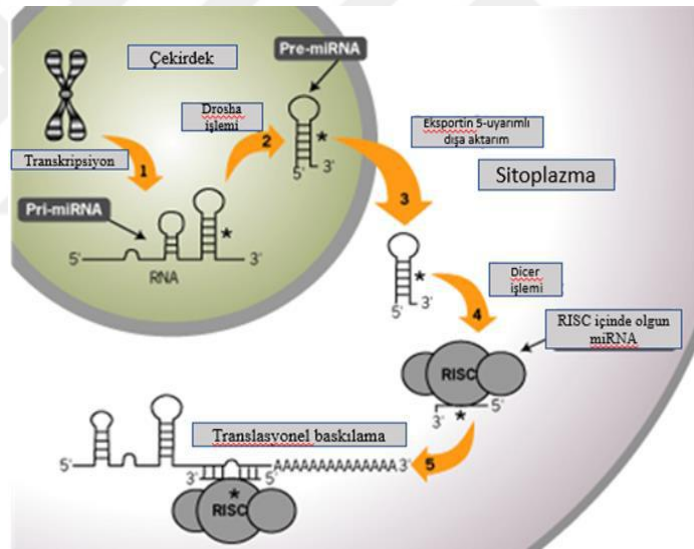 Çekirdek
Pre-miRNA
Drosha
işlemi
2
*
5'
3'
Transkripsiyon
1
Pri-miRNA
*
5'
3'
RNA
Eksportin 5-uyarımlı
dışa aktarım
3
Sitoplazma
*
5'
3'
Dicer
işlemi
4
RISC içinde olgun
miRNA
RISC
3'
*
5'
Translasyonel baskılama
5
5'
AAAAAAAAAAAAAA3'
3'
5'
*
RISC